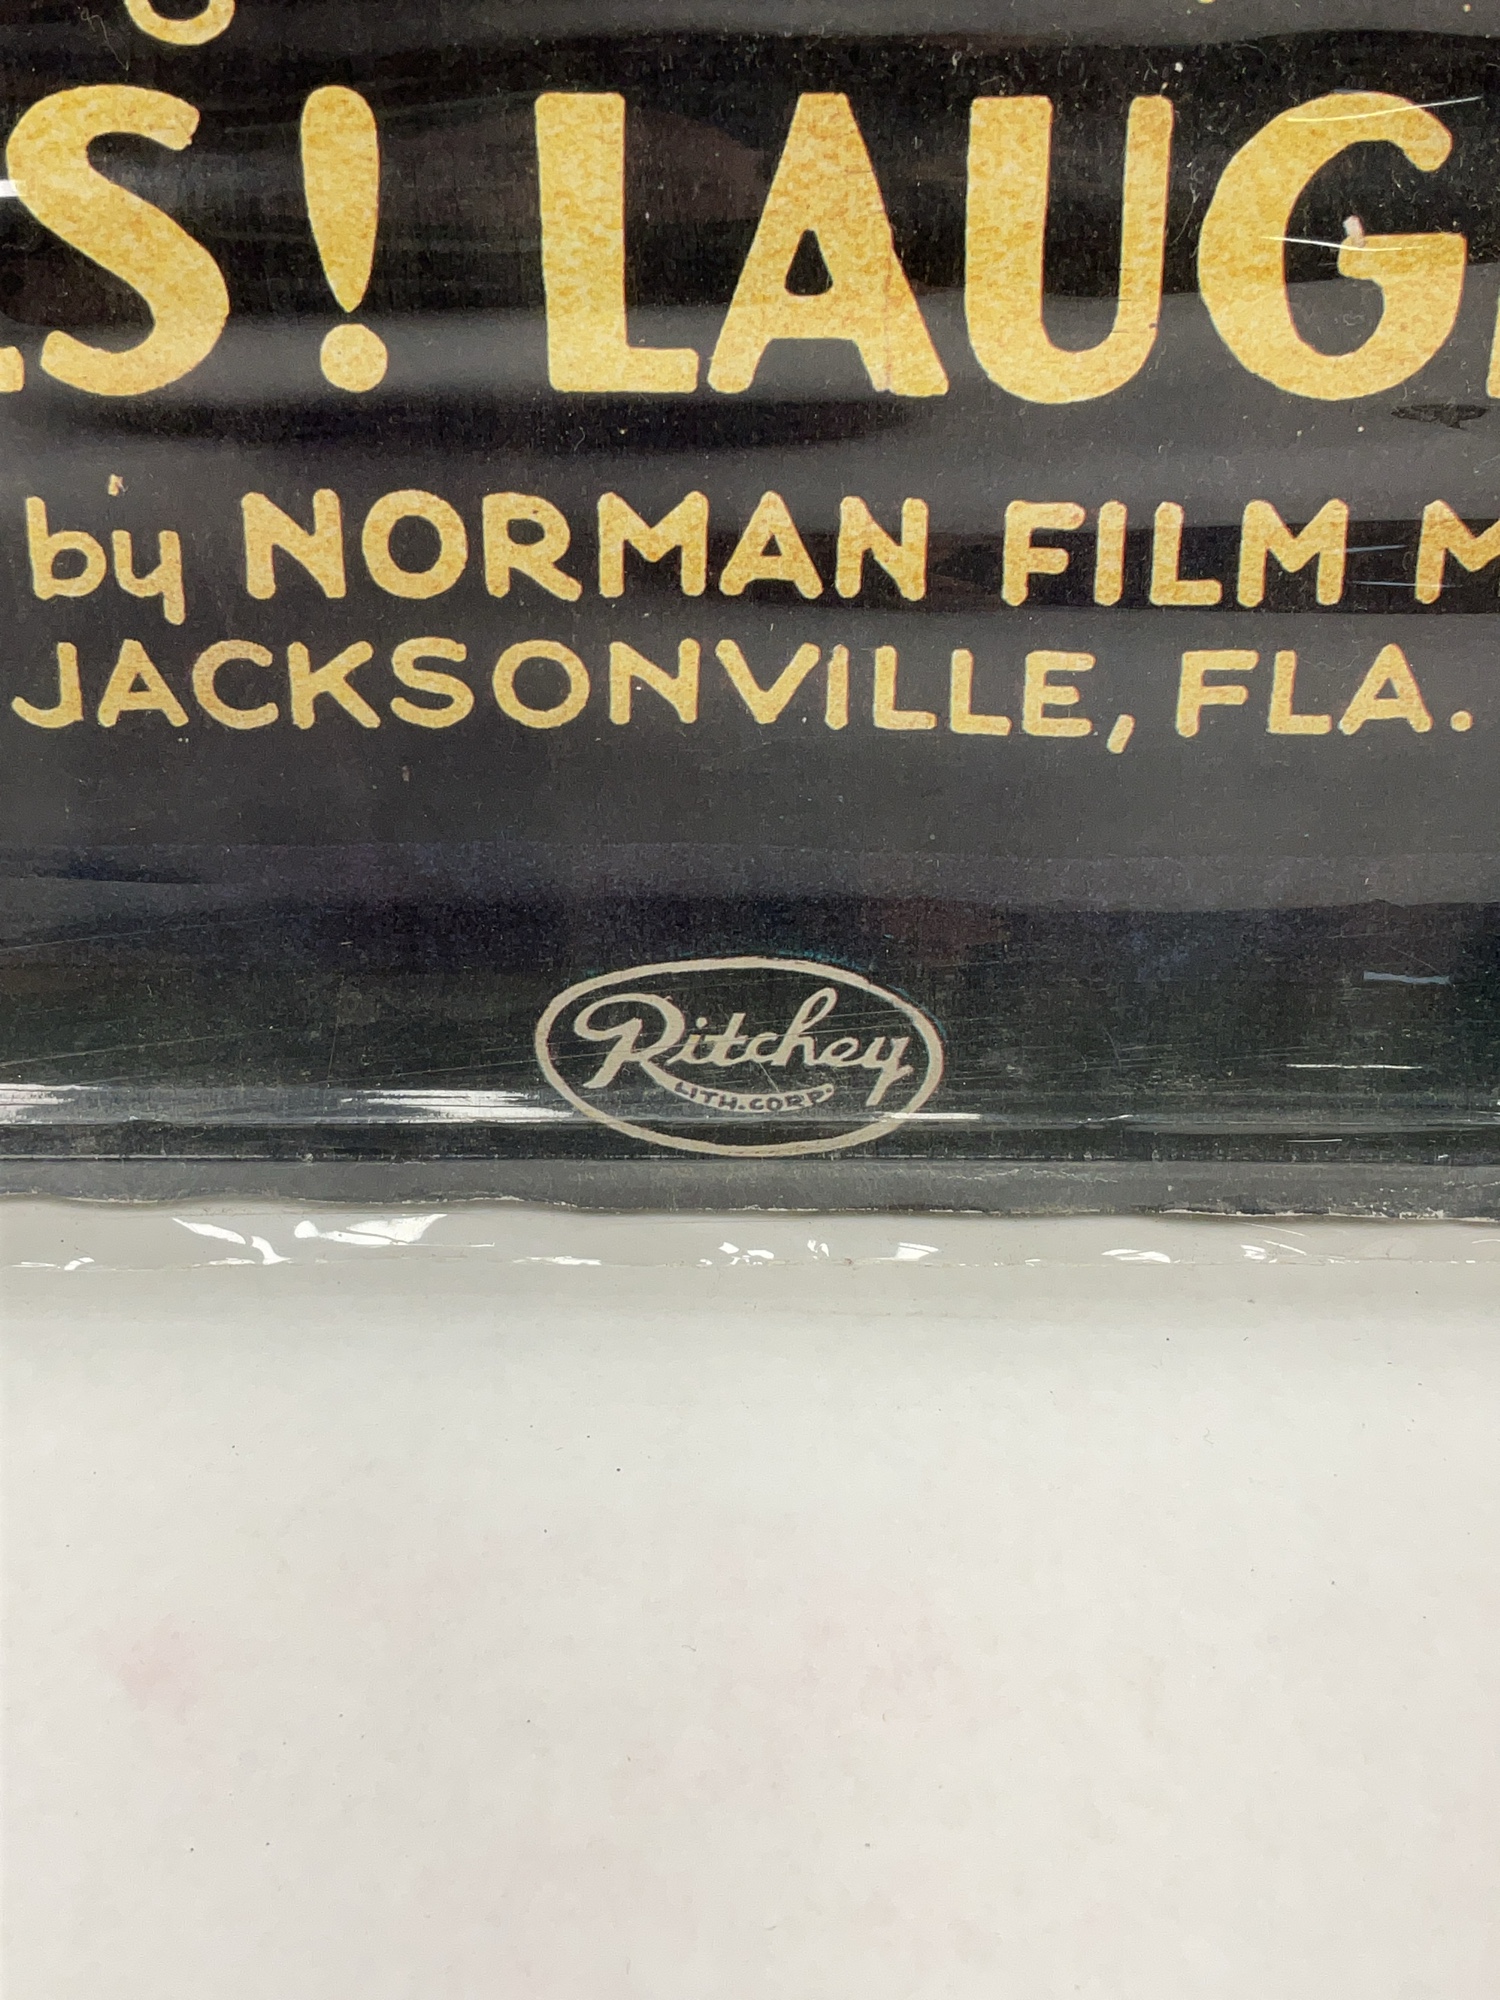 ! LAUG
by NORMAN FILM
JACKSONVILLE, FLA.
Ritchey
LITH. CORP.